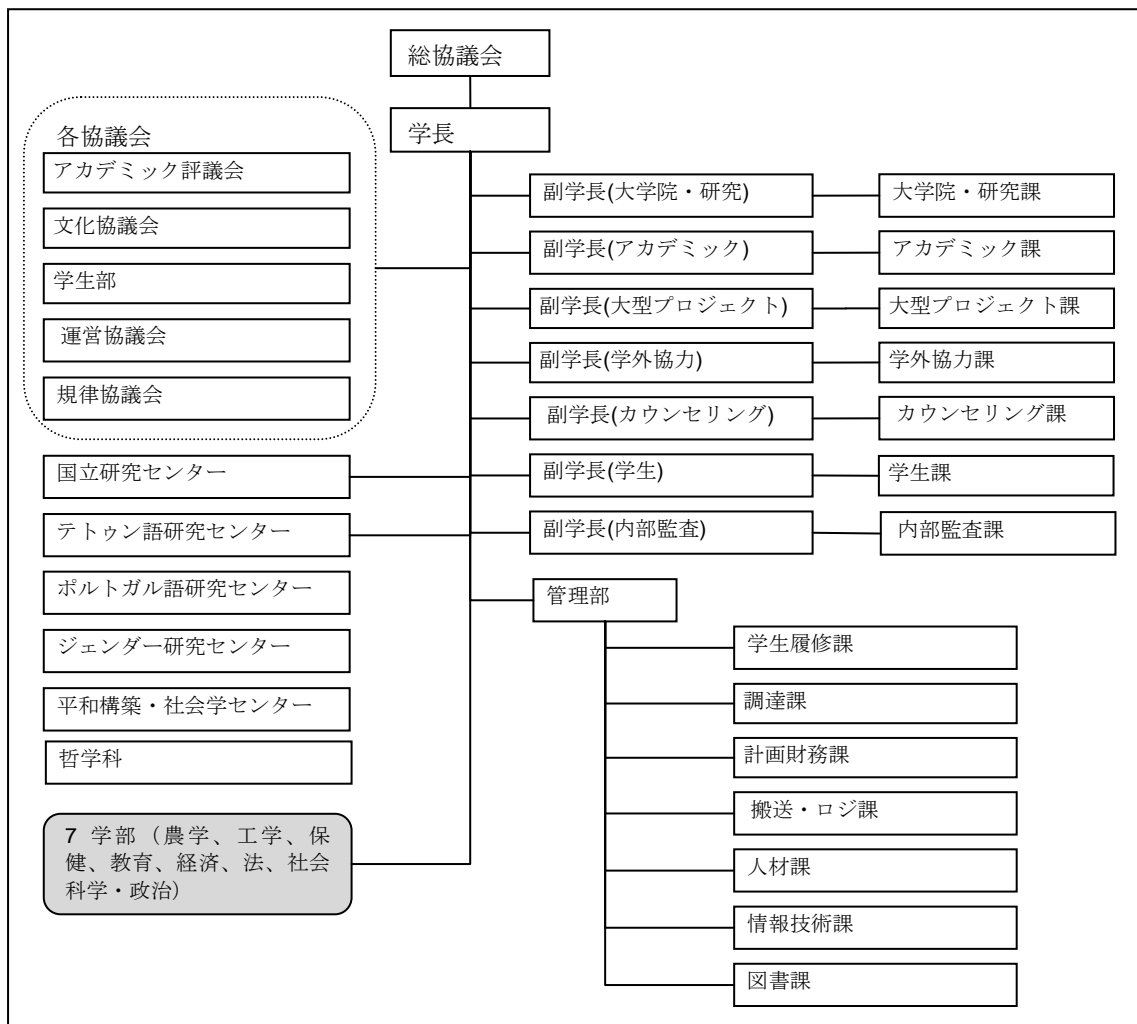 総協議会
学長
各協議会
アカデミック評議会
文化協議会
学生部
運営協議会
規律協議会
国立研究センター
テトゥン語研究センター
ポルトガル語研究センター
ジェンダー研究センター
平和構築・社会学センター
哲学科
7 学部（農学、工学、保
健、教育、経済、法、社会
科学・政治）
副学長(大学院・研究)
大学院・研究課
副学長(アカデミック)
アカデミック課
副学長(大型プロジェクト)
大型プロジェクト課
副学長(学外協力)
学外協力課
副学長(カウンセリング)
カウンセリング課
副学長(学生)
学生課
副学長(内部監査)
内部監査課
管理部
学生履修課
調達課
計画財務課
搬送・ロジ課
人材課
情報技術課
図書課